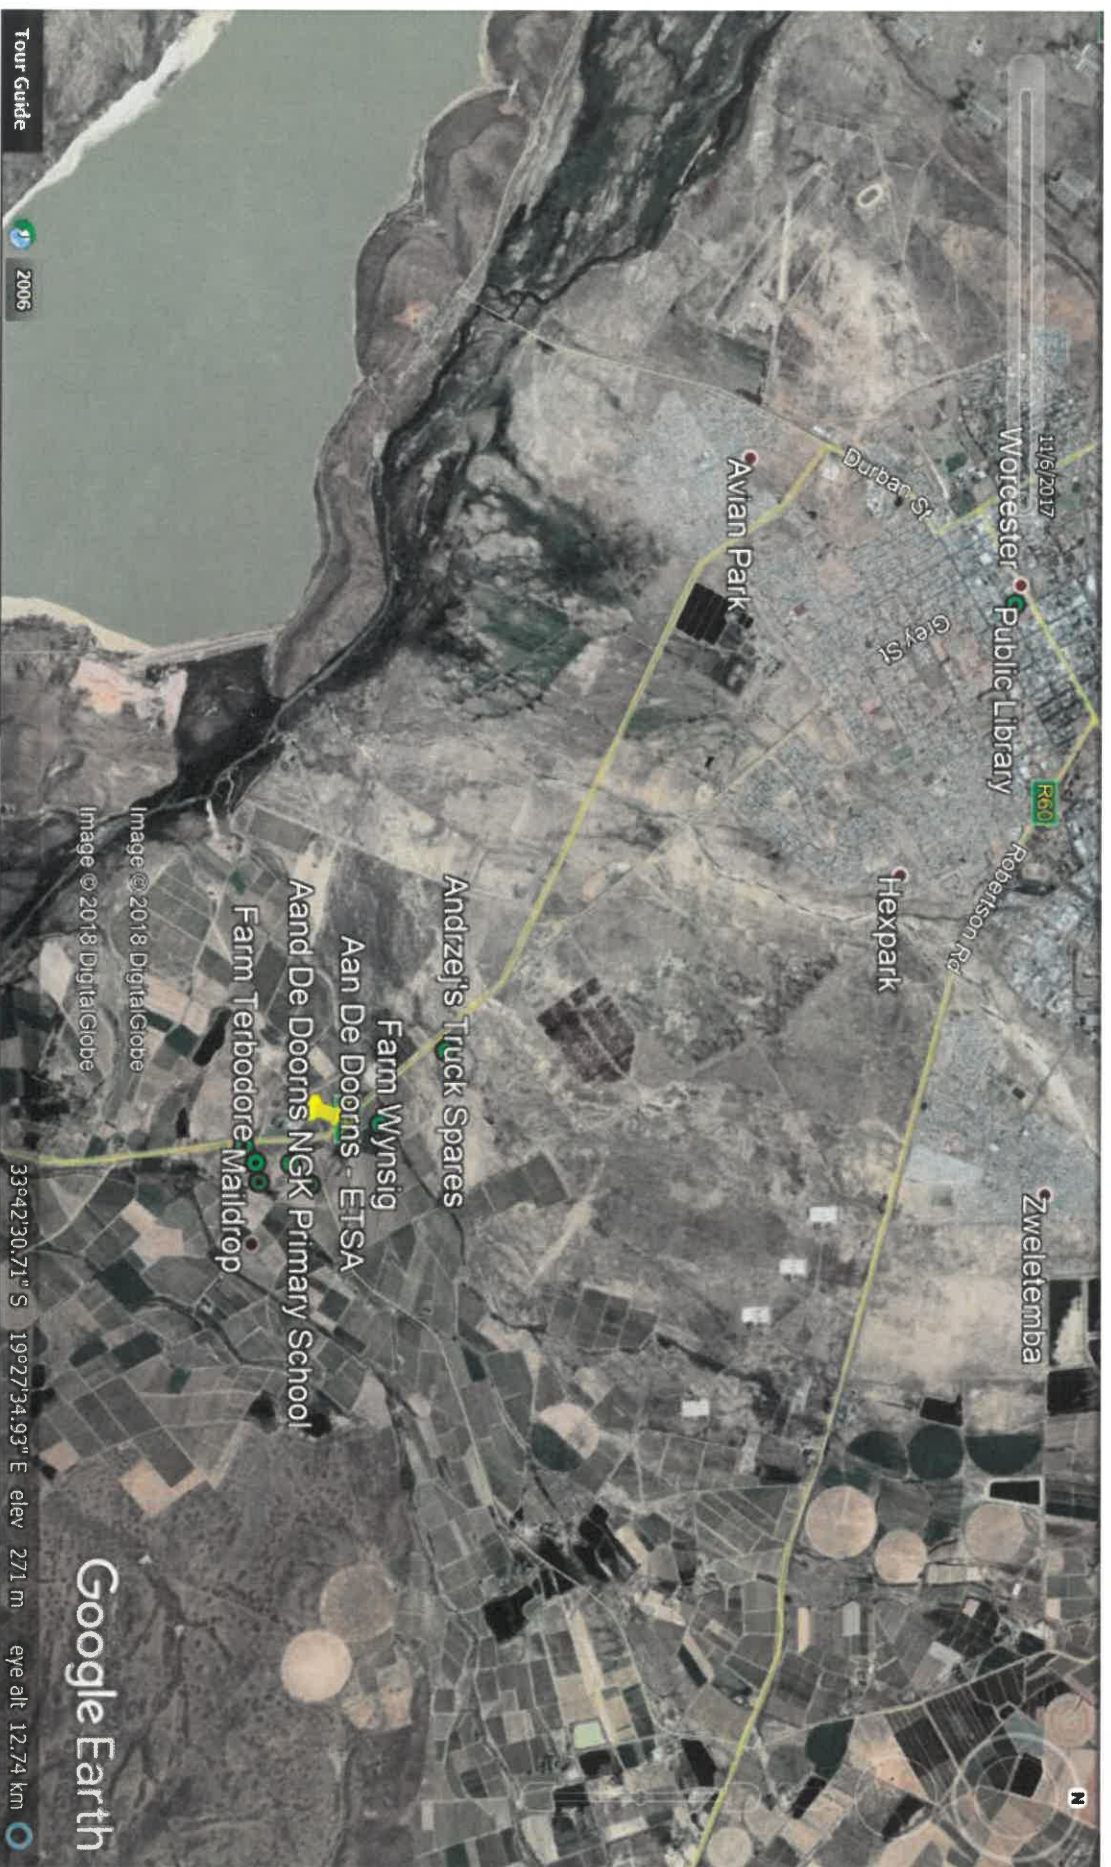 11/6/2017
N
Worcester
Public Library
R60
Robertson Rd
Zweletemba
Durban St
Grey St
Hexpark
Avian Park
Andrzej's Truck Spares
Farm Wynsig
Aan De Doorns - ETSA
Aand De Doorns NGK Primary School
Farm Tierbodore Maildrop
Image © 2018 DigitalGlobe
Image © 2018 DigitalGlobe
Google Earth
Tour Guide
2006
33°42'30.71" S 19°27'34.93" E elev 271 m eye alt 12.74 km